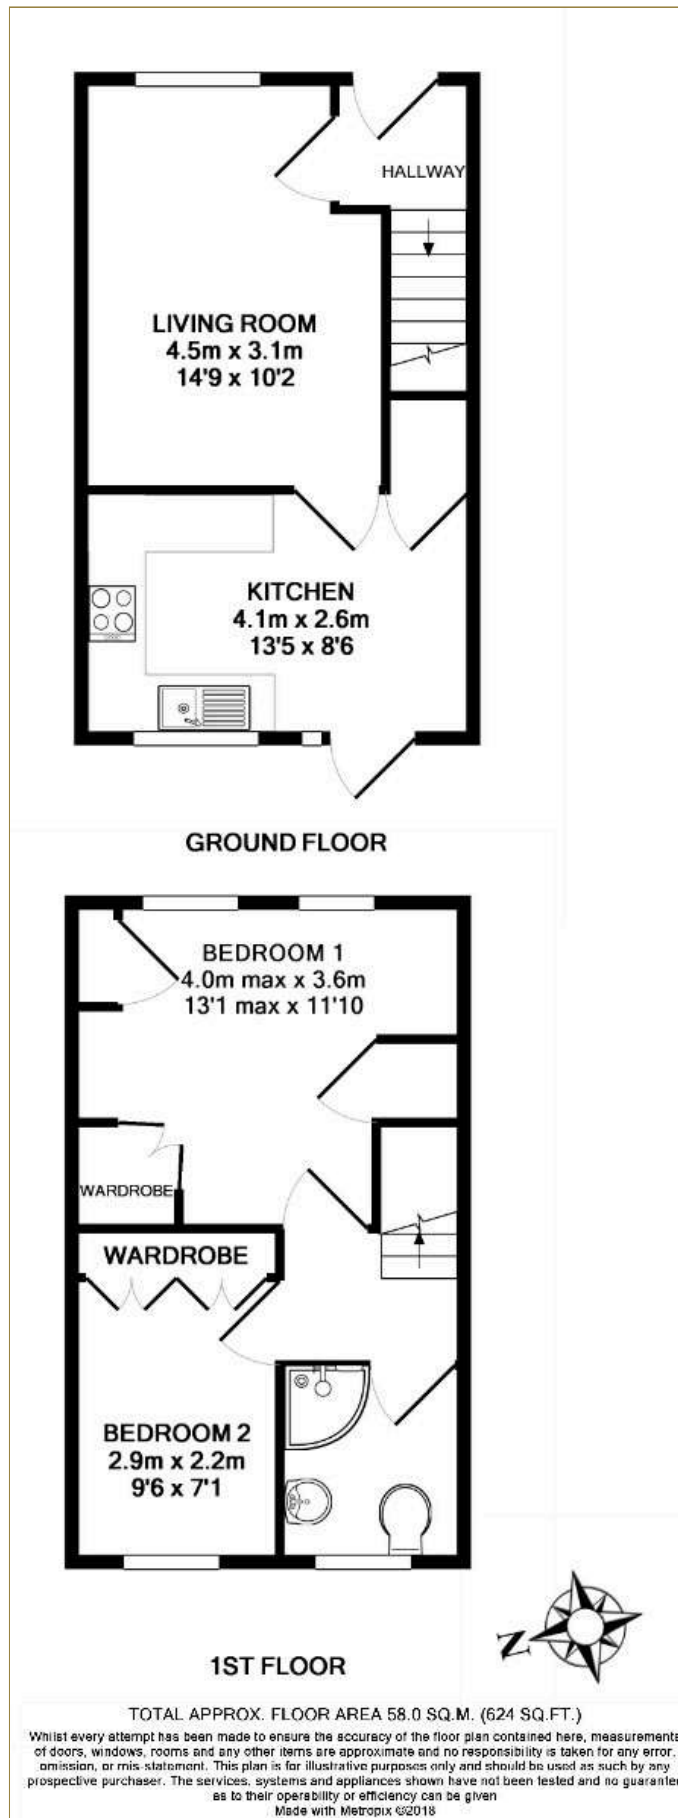 HALLWAY
LIVING ROOM
4.5m x 3.1m
14'9 x 10'2
KITCHEN
4.1m x 2.6m
13'5 x 8'6
GROUND FLOOR
BEDROOM 1
4.0m max x 3.6m
13'1 max x 11'10
WARDROBE
WARDROBE
BEDROOM 2
2.9m x 2.2m
9'6 x 7'1
N
1ST FLOOR
TOTAL APPROX. FLOOR AREA 58.0 SQ.M. (624 SQ.FT.)
Whilst every attempt has been made to ensure the accuracy of the floor plan contained here, measurements
of doors, windows, rooms and any other items are approximate and no responsibility is taken for any error,
omission, or mis-statement. This plan is for illustrative purposes only and should be used as such by any
prospective purchaser. The services, systems and appliances shown have not been tested and no guarantee
as to their operability or efficiency can be given
Made with Metropix ©2018